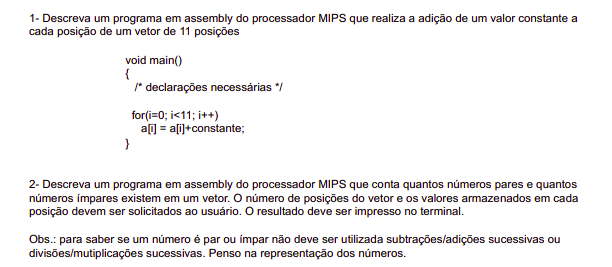 1- Descreva um programa em assembly do processador MIPS que realiza a adição de um valor constante a
cada posição de um vetor de 11 posições
void main()
{
/* declarações necessárias */
for(i=0; i<11; i++)
a[i] = a[i]+constante;
}
2- Descreva um programa em assembly do processador MIPS que conta quantos números pares e quantos
números ímpares existem em um vetor. O número de posições do vetor e os valores armazenados em cada
posição devem ser solicitados ao usuário. O resultado deve ser impresso no terminal.
Obs.: para saber se um número é par ou ímpar não deve ser utilizada subtrações/adições sucessivas ou
divisões/mutiplicações sucessivas. Penso na representação dos números.